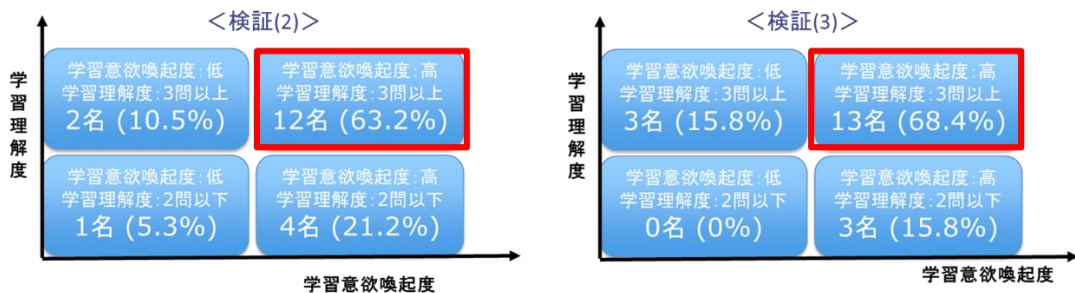 ＜検証(2)＞
学習理解度
学習意欲喚起度:低
学習理解度:3問以上
2名 (10.5%)
学習意欲喚起度:高
学習理解度:3問以上
12名 (63.2%)
学習意欲喚起度:低
学習理解度:2問以下
1名 (5.3%)
学習意欲喚起度:高
学習理解度:2問以下
4名 (21.2%)
学習意欲喚起度
＜検証(3)＞
学習理解度
学習意欲喚起度:低
学習理解度:3問以上
3名 (15.8%)
学習意欲喚起度:高
学習理解度:3問以上
13名 (68.4%)
学習意欲喚起度:低
学習理解度:2問以下
0名 (0%)
学習意欲喚起度:高
学習理解度:2問以下
3名 (15.8%)
学習意欲喚起度